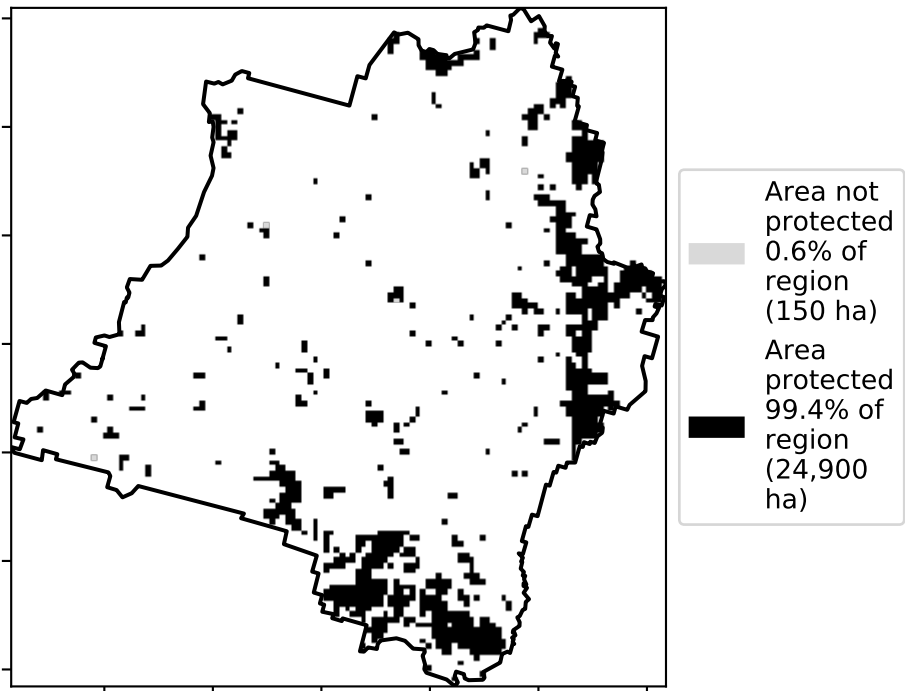 Area not
protected
0.6% of
region
(150 ha)
Area
protected
99.4% of
region
(24,900
ha)